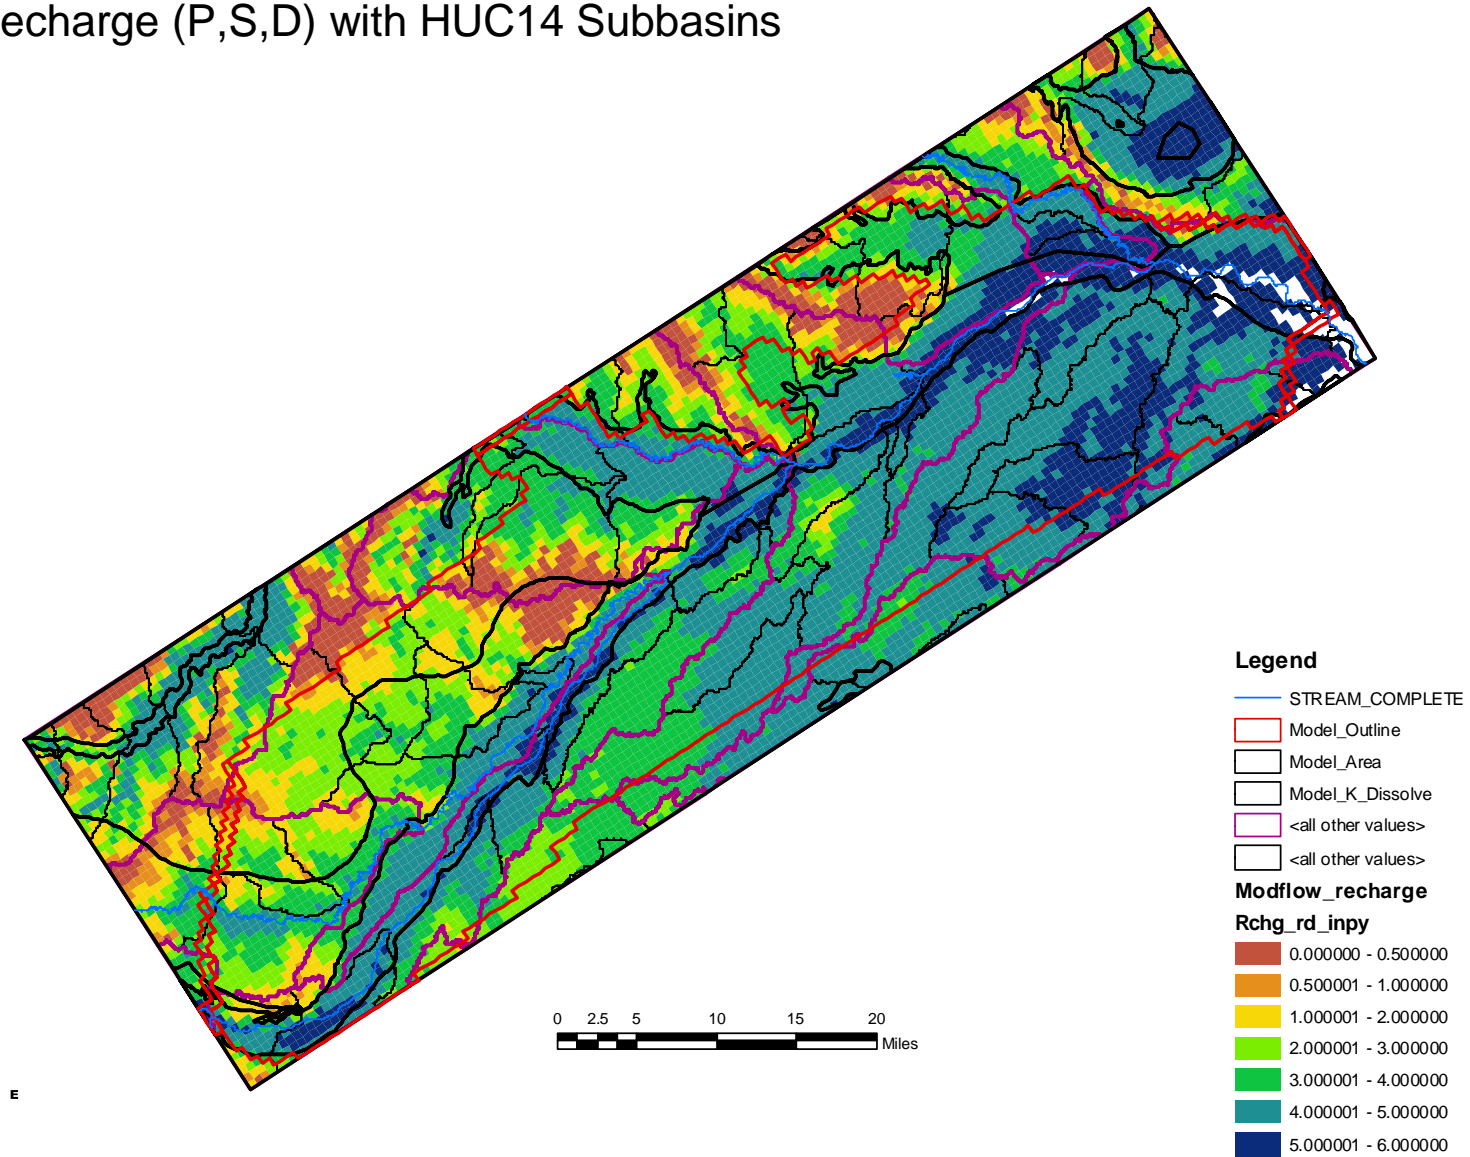 echarge (P,S,D) with HUC14 Subbasins
Legend
STREAM_COMPLETE
Model_Outline
Model_Area
Model_K_Dissolve
<all other values>
<all other values>
Modflow_recharge
Rchg_rd_inpy
0.000000 - 0.500000
0.500001 - 1.000000
1.000001 - 2.000000
2.000001 - 3.000000
3.000001 - 4.000000
4.000001 - 5.000000
5.000001 - 6.000000
0 2.5 5 10 15 20
Miles
E